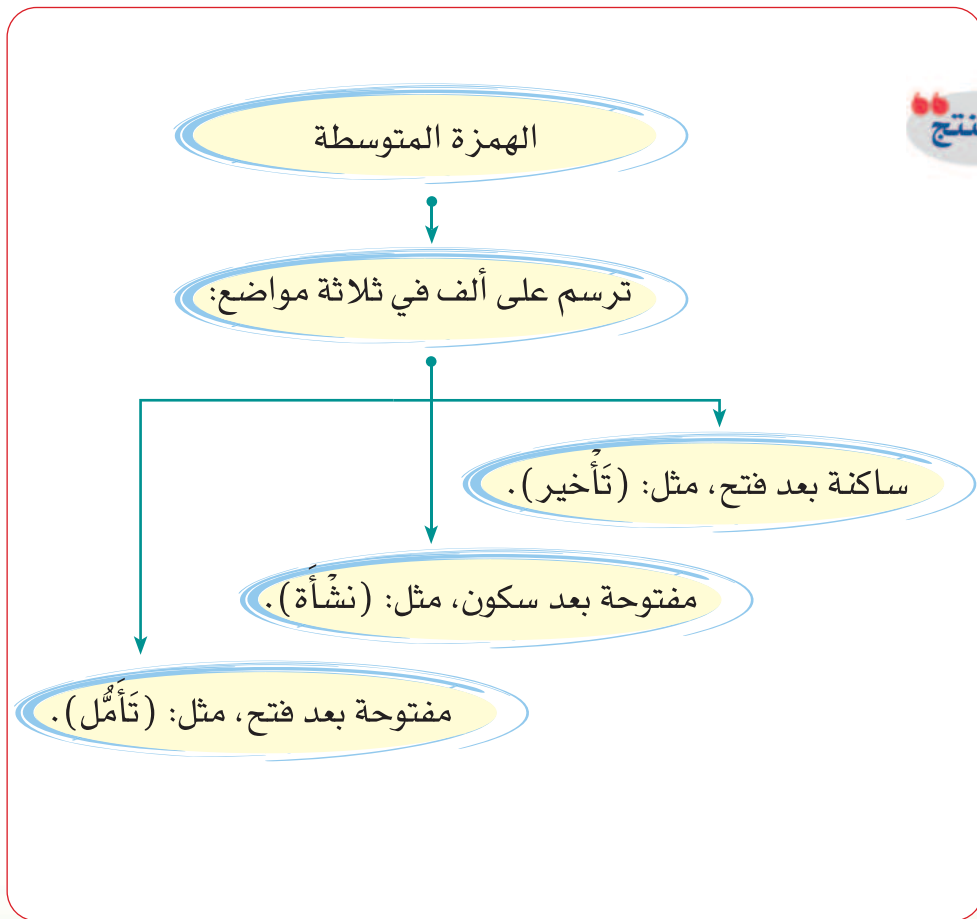 الهمزة المتوسطة
ترسم على ألف في ثلاثة مواضع:
ساكنة بعد فتح، مثل: (تَأْخير).
مفتوحة بعد سكون، مثل: (نشْأَة).
مفتوحة بعد فتح، مثل: (تَأَمُّل).